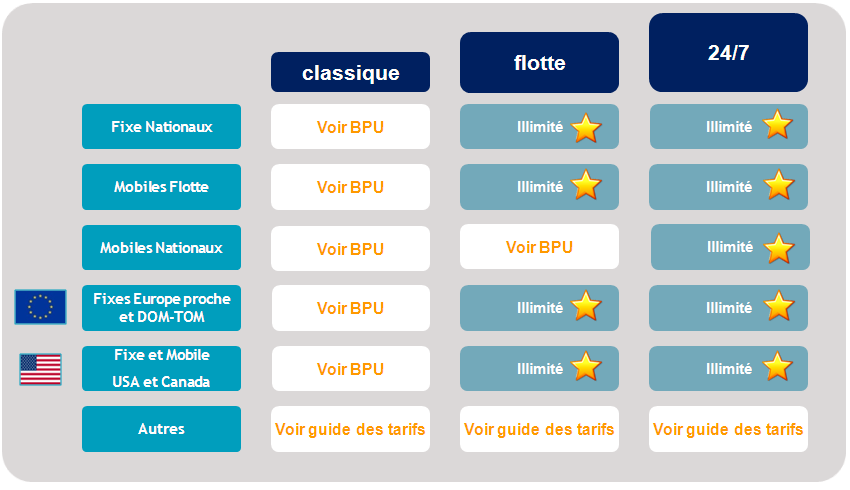 classique
flotte
24/7
Fixe Nationaux
Voir BPU
Illimité
Illimité
Mobiles Flotte
Voir BPU
Illimité
Illimité
Mobiles Nationaux
Voir BPU
Voir BPU
Illimité
Fixes Europe proche
et DOM-TOM
Voir BPU
Illimité
Illimité
Fixe et Mobile
USA et Canada
Voir BPU
Illimité
Illimité
Autres
Voir guide des tarifs
Voir guide des tarifs
Voir guide des tarifs